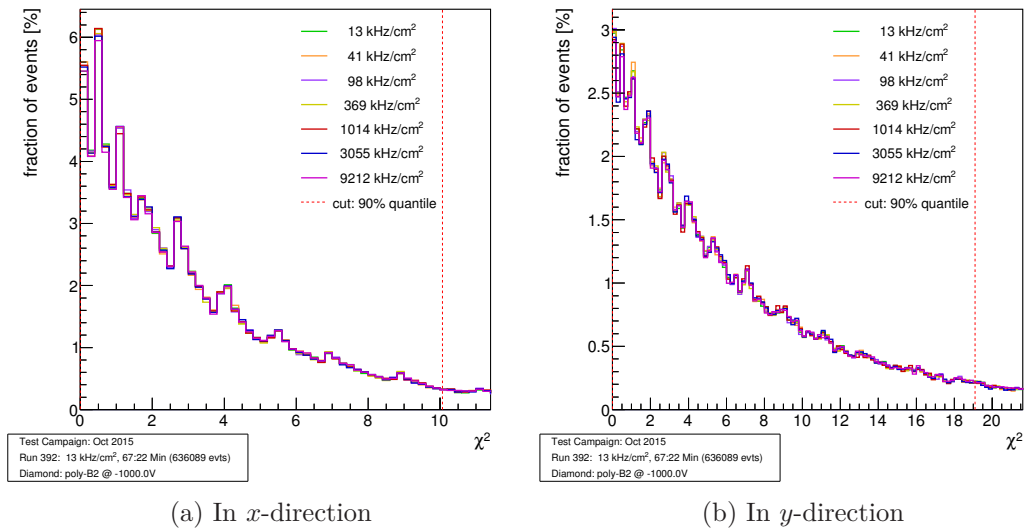 fraction of events [%]
6
5
4
3
2
1
0
0 2 4 6 8 10
χ²
13 kHz/cm²
41 kHz/cm²
98 kHz/cm²
369 kHz/cm²
1014 kHz/cm²
3055 kHz/cm²
9212 kHz/cm²
cut: 90% quantile
Test Campaign: Oct 2015
Run 392: 13 kHz/cm², 67:22 Min (636089 evts)
Diamond: poly-B2 @ -1000.0V
(a) In x-direction
fraction of events [%]
3
2.5
2
1.5
1
0.5
0
0 2 4 6 8 10 12 14 16 18 20
χ²
13 kHz/cm²
41 kHz/cm²
98 kHz/cm²
369 kHz/cm²
1014 kHz/cm²
3055 kHz/cm²
9212 kHz/cm²
cut: 90% quantile
Test Campaign: Oct 2015
Run 392: 13 kHz/cm², 67:22 Min (636089 evts)
Diamond: poly-B2 @ -1000.0V
(b) In y-direction